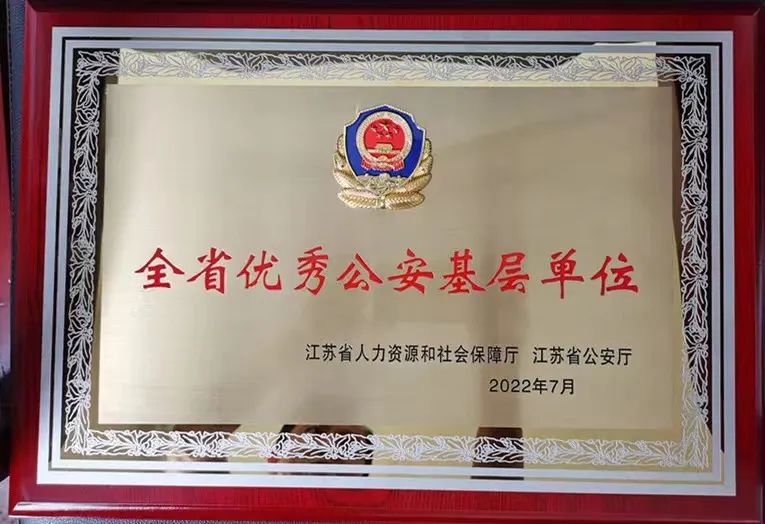 全省优秀公安基层单位
江苏省人力资源和社会保障厅 江苏省公安厅
2022年7月